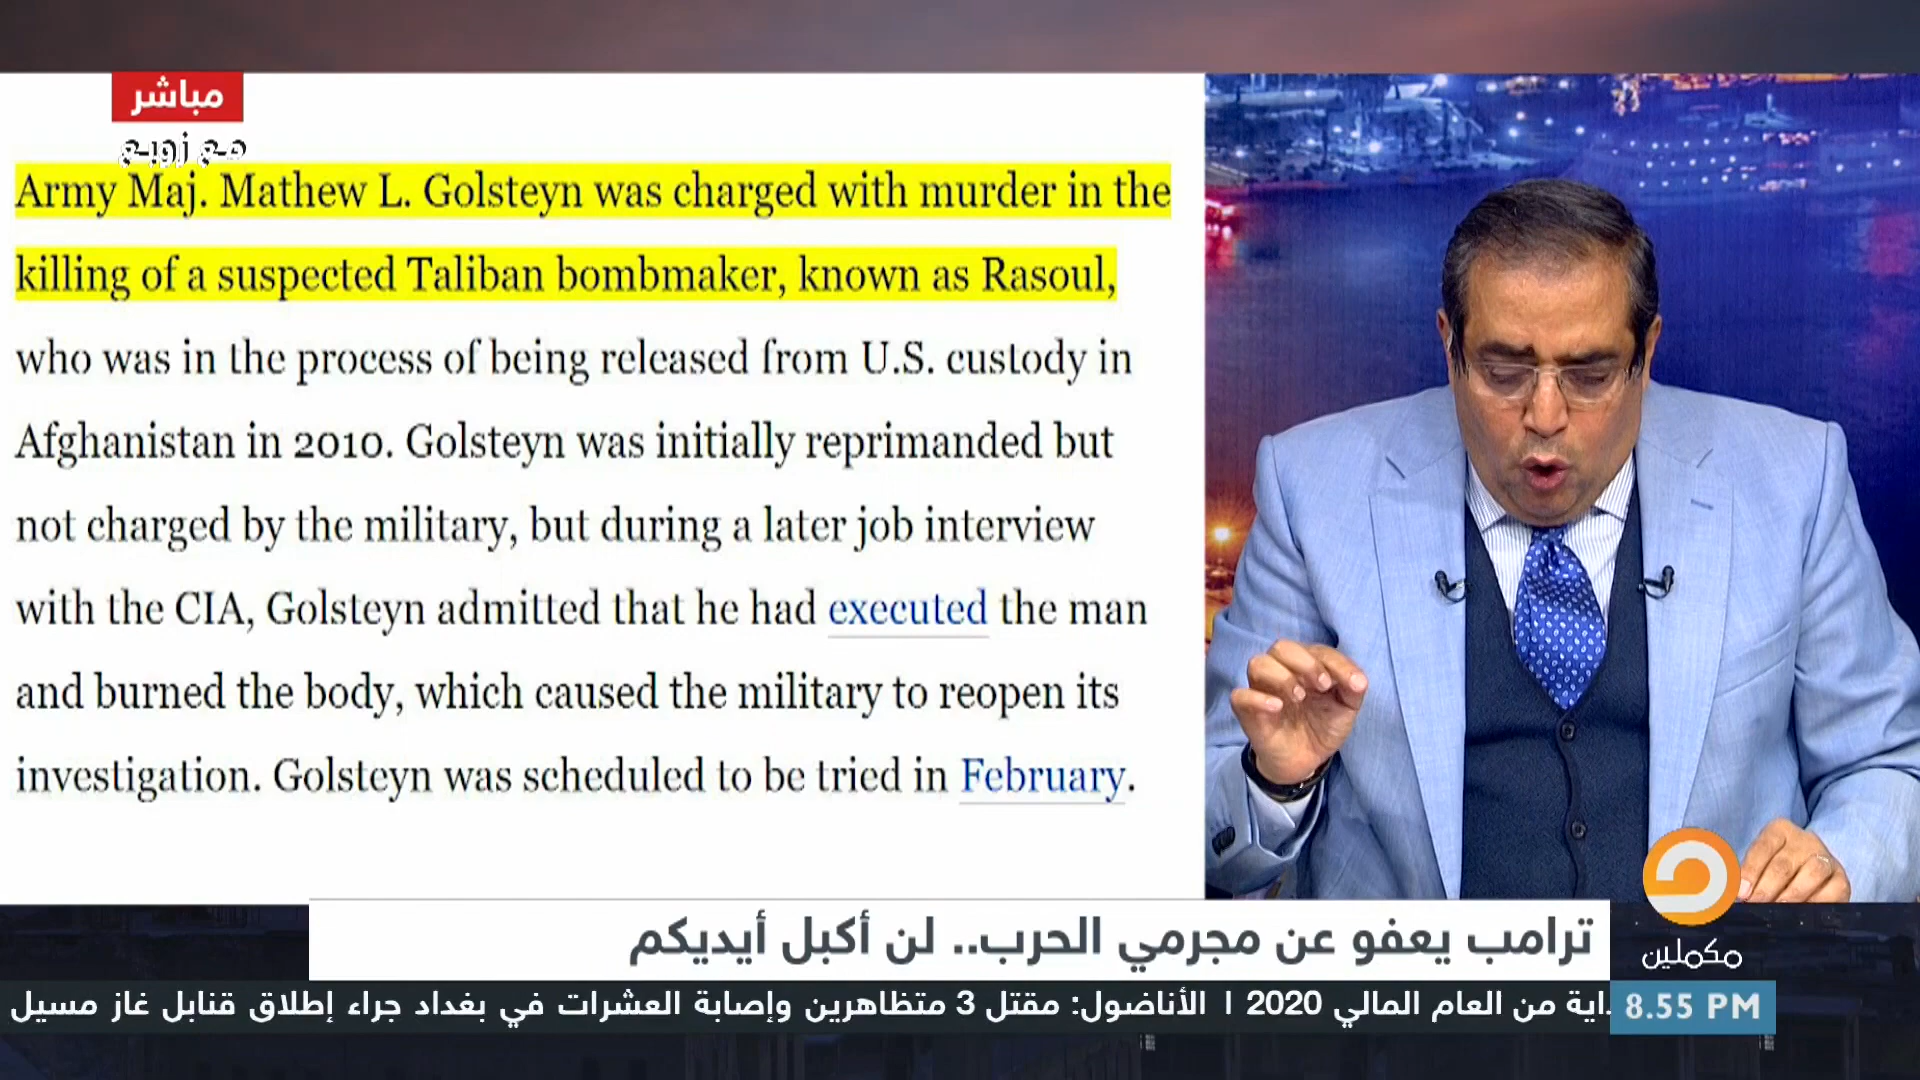 مباشر
مع زوبع
Army Maj. Mathew L. Golsteyn was charged with murder in the
killing of a suspected Taliban bombmaker, known as Rasoul,
who was in the process of being released from U.S. custody in
Afghanistan in 2010. Golsteyn was initially reprimanded but
not charged by the military, but during a later job interview
with the CIA, Golsteyn admitted that he had executed the man
and burned the body, which caused the military to reopen its
investigation. Golsteyn was scheduled to be tried in February.
ترامب يعفو عن مجرمي الحرب.. لن أكبل أيديكم
مكملين
داية من العام المالي 2020 | الأناضول: مقتل 3 متظاهرين وإصابة العشرات في بغداد جراء إطلاق قنابل غاز مسيل
8.55 PM